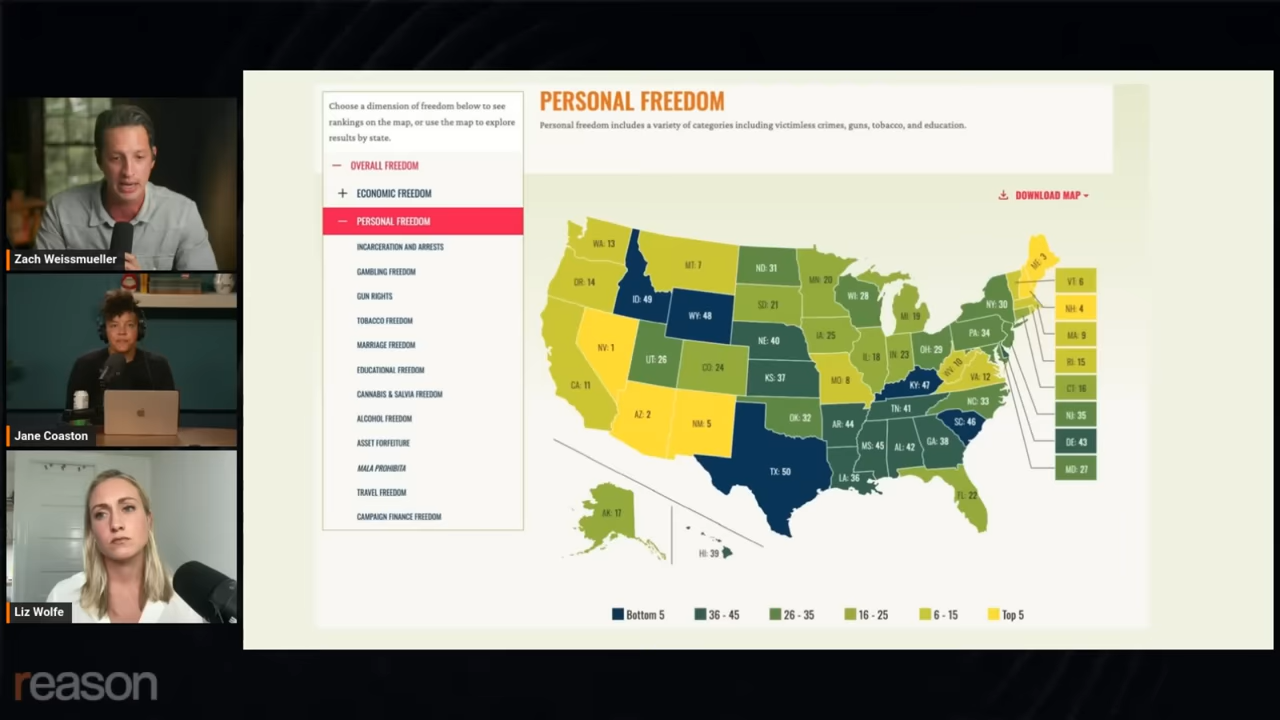 Zach Weissmueller
Jane Coaston
Liz Wolfe
reason
Choose a dimension of freedom below to see
rankings on the map, or use the map to explore
results by state.
— OVERALL FREEDOM
+ ECONOMIC FREEDOM
— PERSONAL FREEDOM
INCARCERATION AND ARRESTS
GAMBLING FREEDOM
GUN RIGHTS
TOBACCO FREEDOM
MARRIAGE FREEDOM
EDUCATIONAL FREEDOM
CANNABIS & SALVIA FREEDOM
ALCOHOL FREEDOM
ASSET FORFEITURE
MALA PROHIBITA
TRAVEL FREEDOM
CAMPAIGN FINANCE FREEDOM
PERSONAL FREEDOM
Personal freedom includes a variety of categories including victimless crimes, guns, tobacco, and education.
DOWNLOAD MAP
WA: 13
OR: 14
CA: 11
NV: 1
ID: 49
MT: 7
WY: 48
UT: 26
CO: 24
AZ: 2
NM: 5
ND: 31
SD: 21
NE: 40
KS: 37
OK: 32
TX: 50
MN: 20
IA: 25
MO: 8
AR: 44
LA: 36
WI: 28
IL: 18
MI: 19
IN: 23
OH: 29
KY: 47
TN: 41
MS: 45
AL: 42
GA: 38
FL: 22
SC: 46
NC: 33
VA: 12
WV: 10
PA: 34
NY: 30
ME: 3
VT: 6
NH: 4
MA: 9
RI: 15
CT: 16
NJ: 35
DE: 43
MD: 27
AK: 17
HI: 39
Bottom 5
36 - 45
26 - 35
16 - 25
6 - 15
Top 5